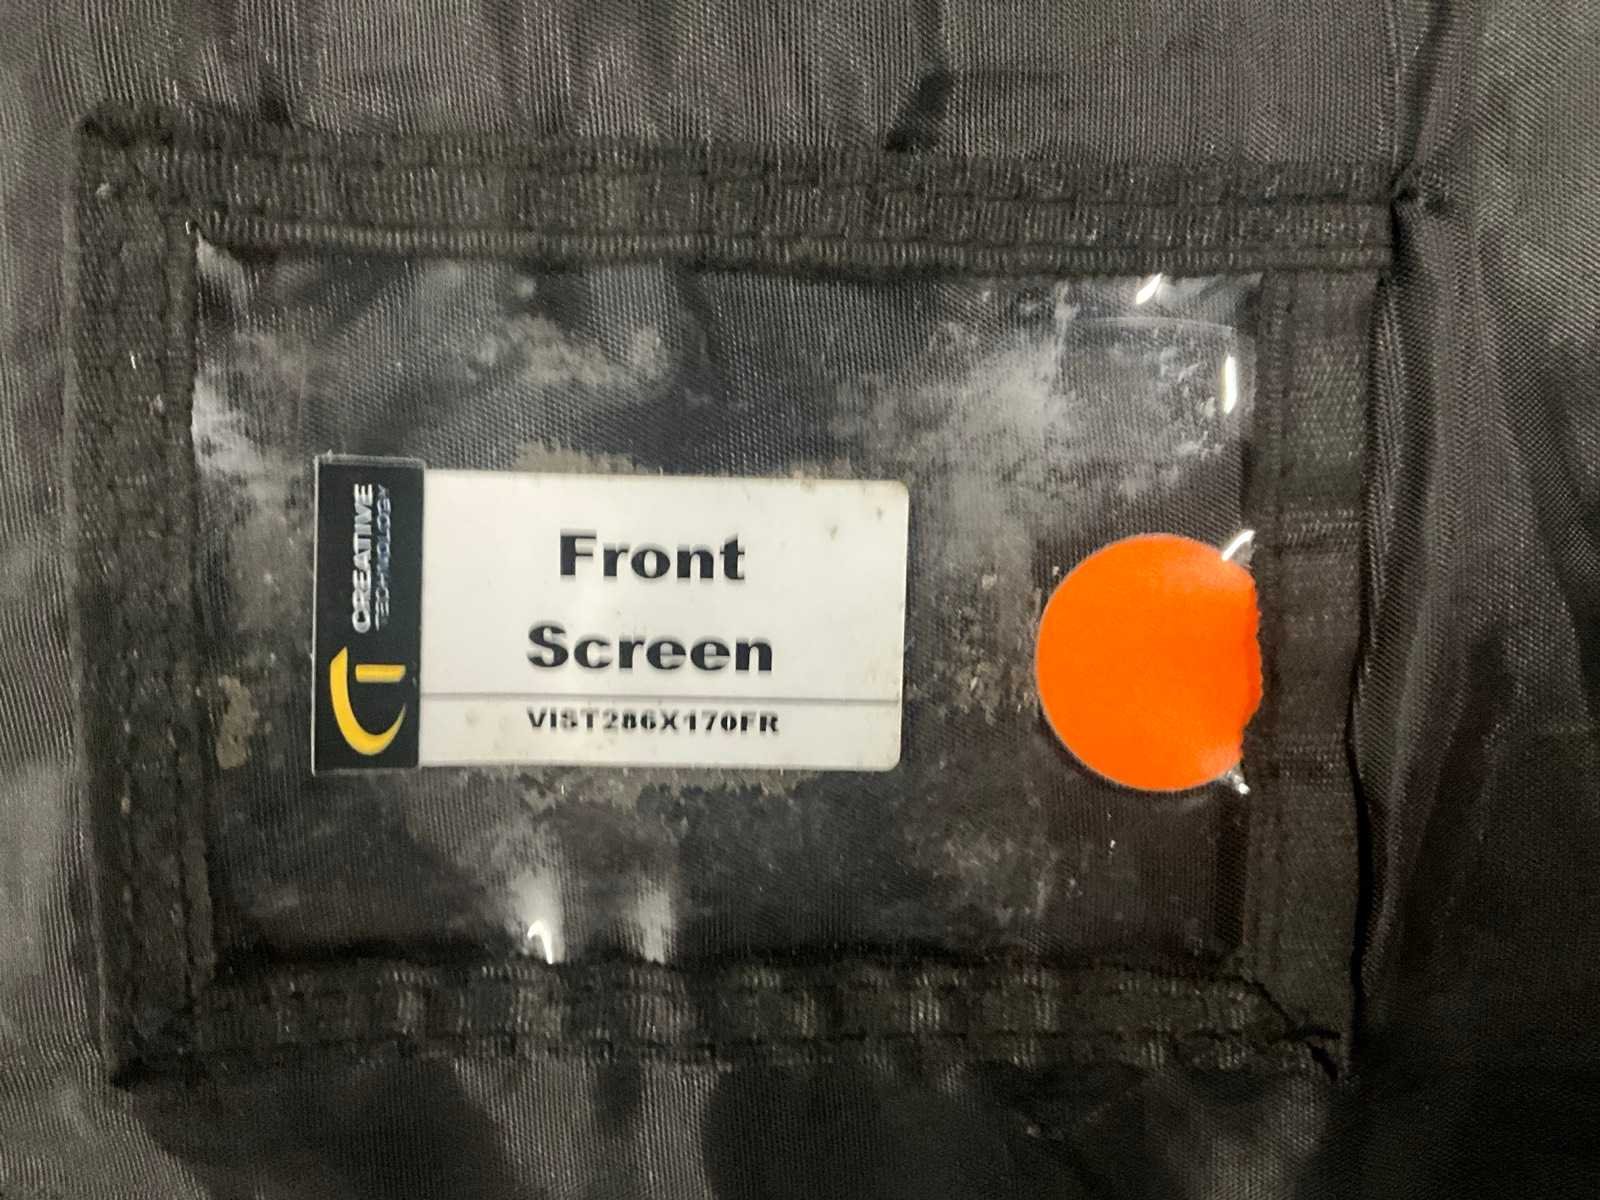 CREATIVE
TECHNOLOGY
Front
Screen
VIST286X170FR